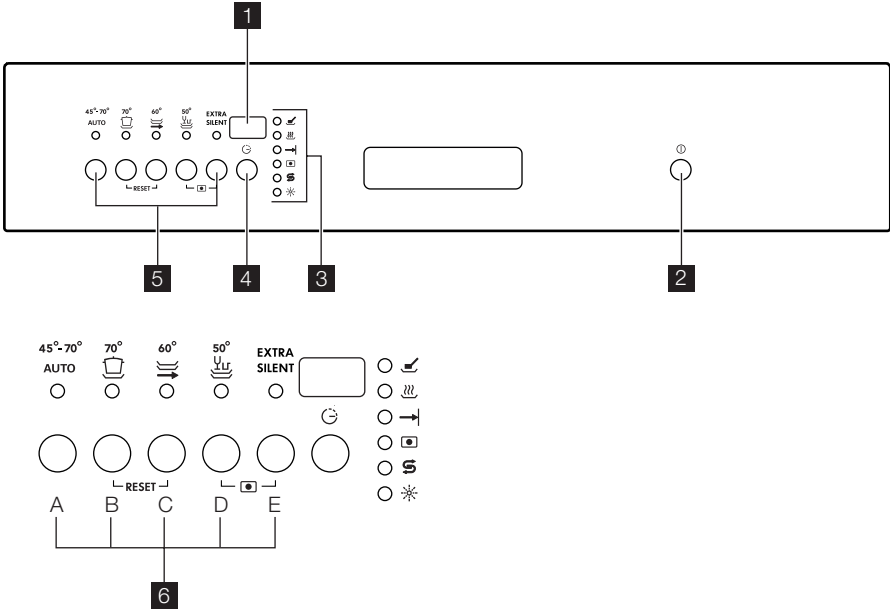 1
45°-70° 70° 60° 50° EXTRA
AUTO SILENT
RESET
5 4 3 2
45°-70° 70° 60° 50° EXTRA
AUTO SILENT
RESET
A B C D E
6